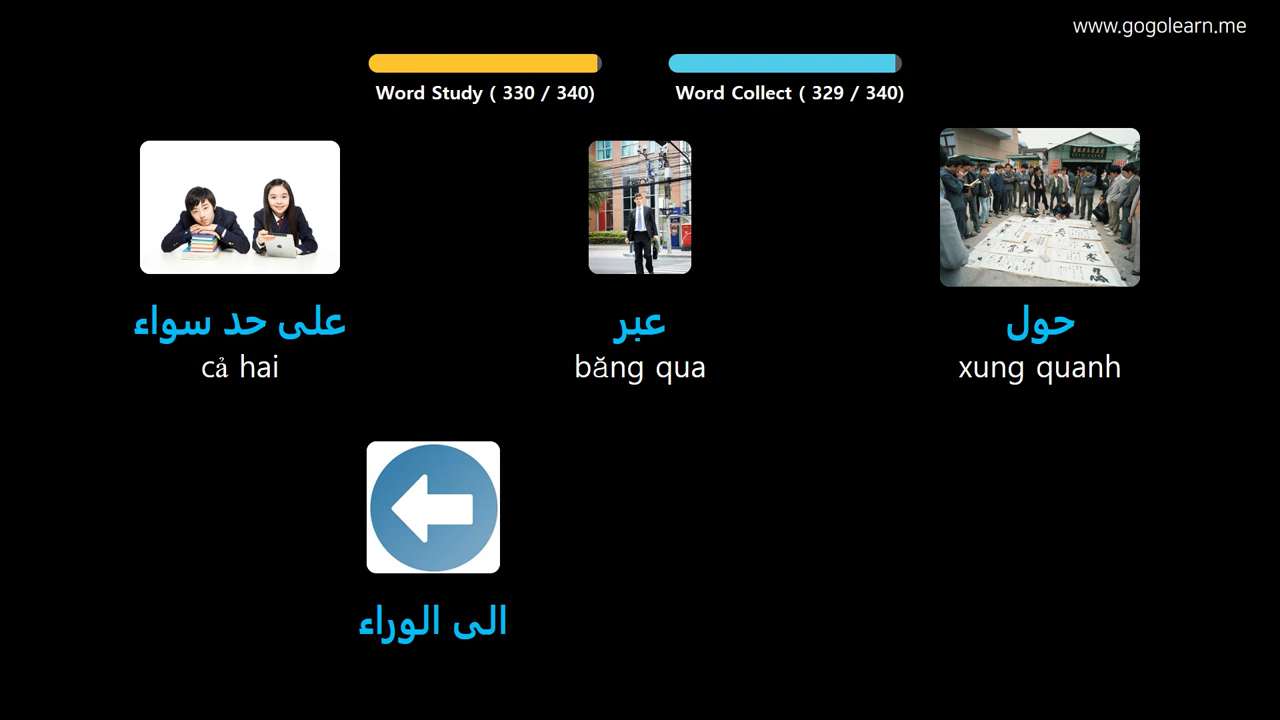 www.gogolearn.me
Word Study ( 330 / 340)
Word Collect ( 329 / 340)
على حد سواء
cả hai
عبر
băng qua
حول
xung quanh
الى الوراء